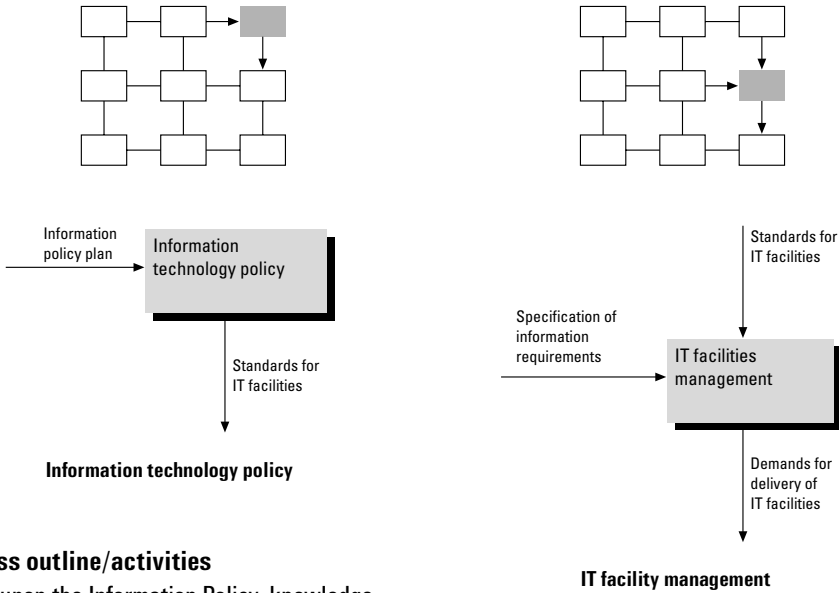 Information
policy plan
Information
technology policy
Standards for
IT facilities
Information technology policy
ss outline/activities
upon the Information Policy, knowledge
Standards for
IT facilities
Specification of
information
requirements
IT facilities
management
Demands for
delivery of
IT facilities
IT facility management